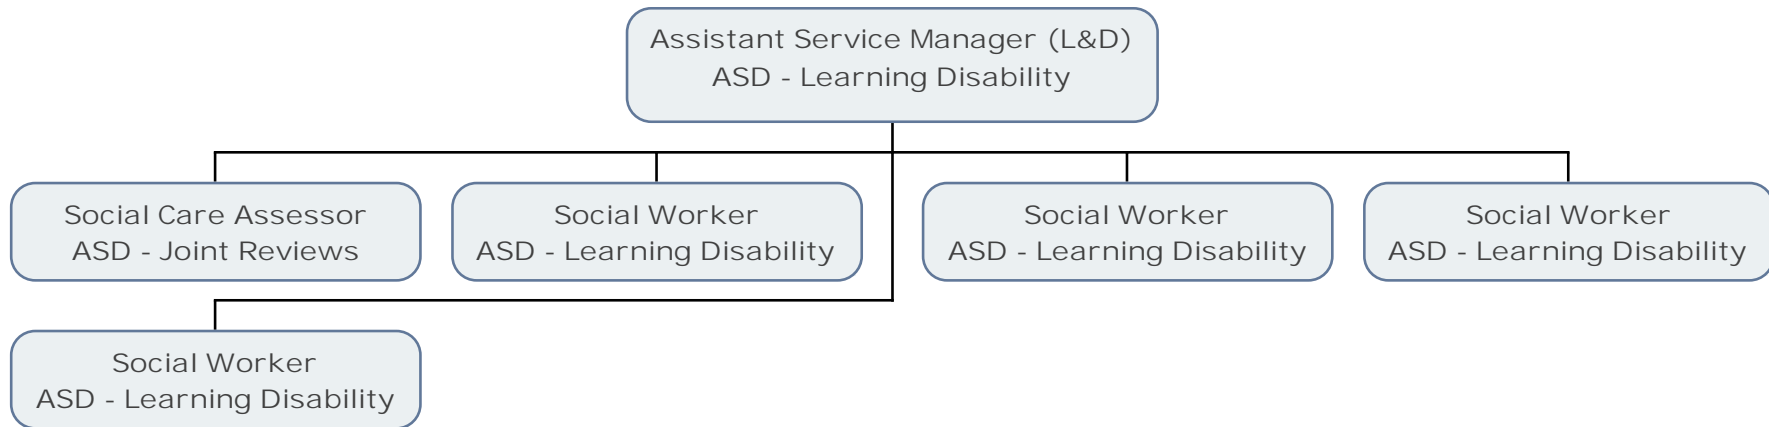 Assistant Service Manager (L&D)
ASD - Learning Disability
Social Care Assessor
ASD - Joint Reviews
Social Worker
ASD - Learning Disability
Social Worker
ASD - Learning Disability
Social Worker
ASD - Learning Disability
Social Worker
ASD - Learning Disability